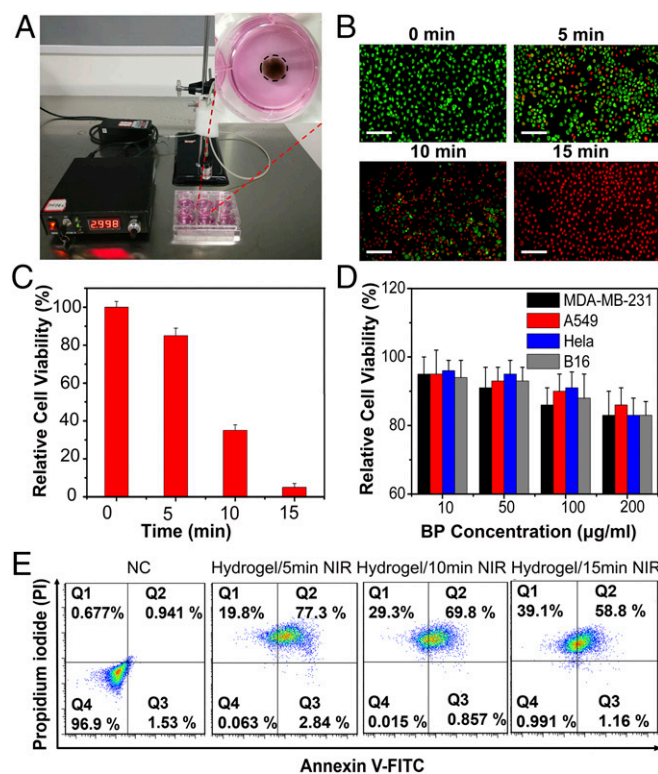 A
2.998
B
0 min
5 min
10 min
15 min
C
Relative Cell Viability (%)
100
80
60
40
20
0
0
5
10
15
Time (min)
D
Relative Cell Viability (%)
120
100
80
60
MDA-MB-231
A549
Hela
B16
10
50
100
200
BP Concentration (µg/ml)
E
NC
Hydrogel/5min NIR
Hydrogel/10min NIR
Hydrogel/15min NIR
Propidium iodide (PI)
Q1
0.677%
Q2
0.941 %
Q4
96.9 %
Q3
1.53 %
Q1
19.8%
Q2
77.3 %
Q4
0.063 %
Q3
2.84 %
Q1
29.3%
Q2
69.8 %
Q4
0.015 %
Q3
0.857 %
Q1
39.1%
Q2
58.8 %
Q4
0.991 %
Q3
1.16 %
Annexin V-FITC